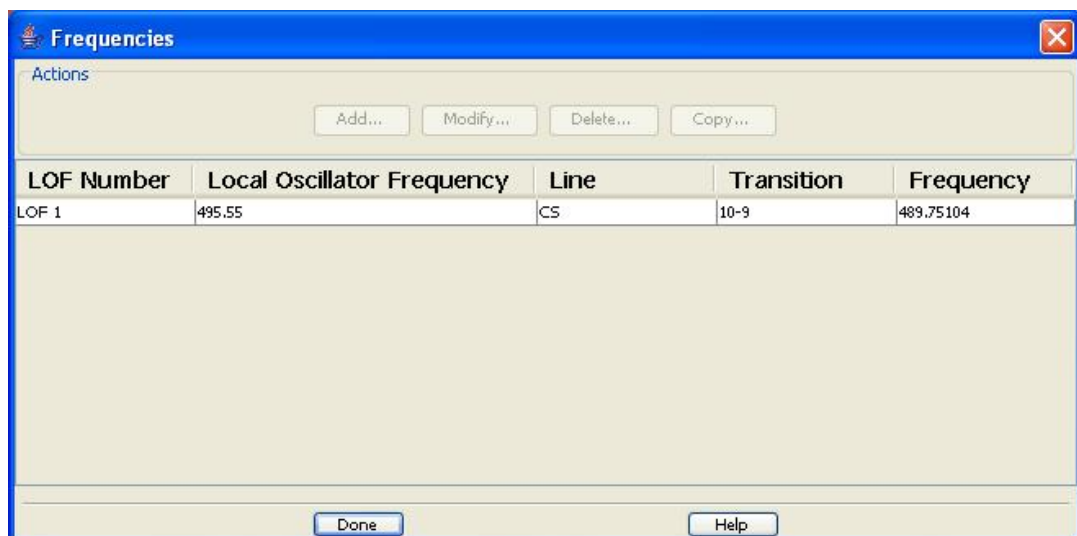 Frequencies
Actions
Add... Modify... Delete... Copy...
LOF Number Local Oscillator Frequency Line Transition Frequency
LOF 1 495.55 CS 10-9 489.75104
Done Help